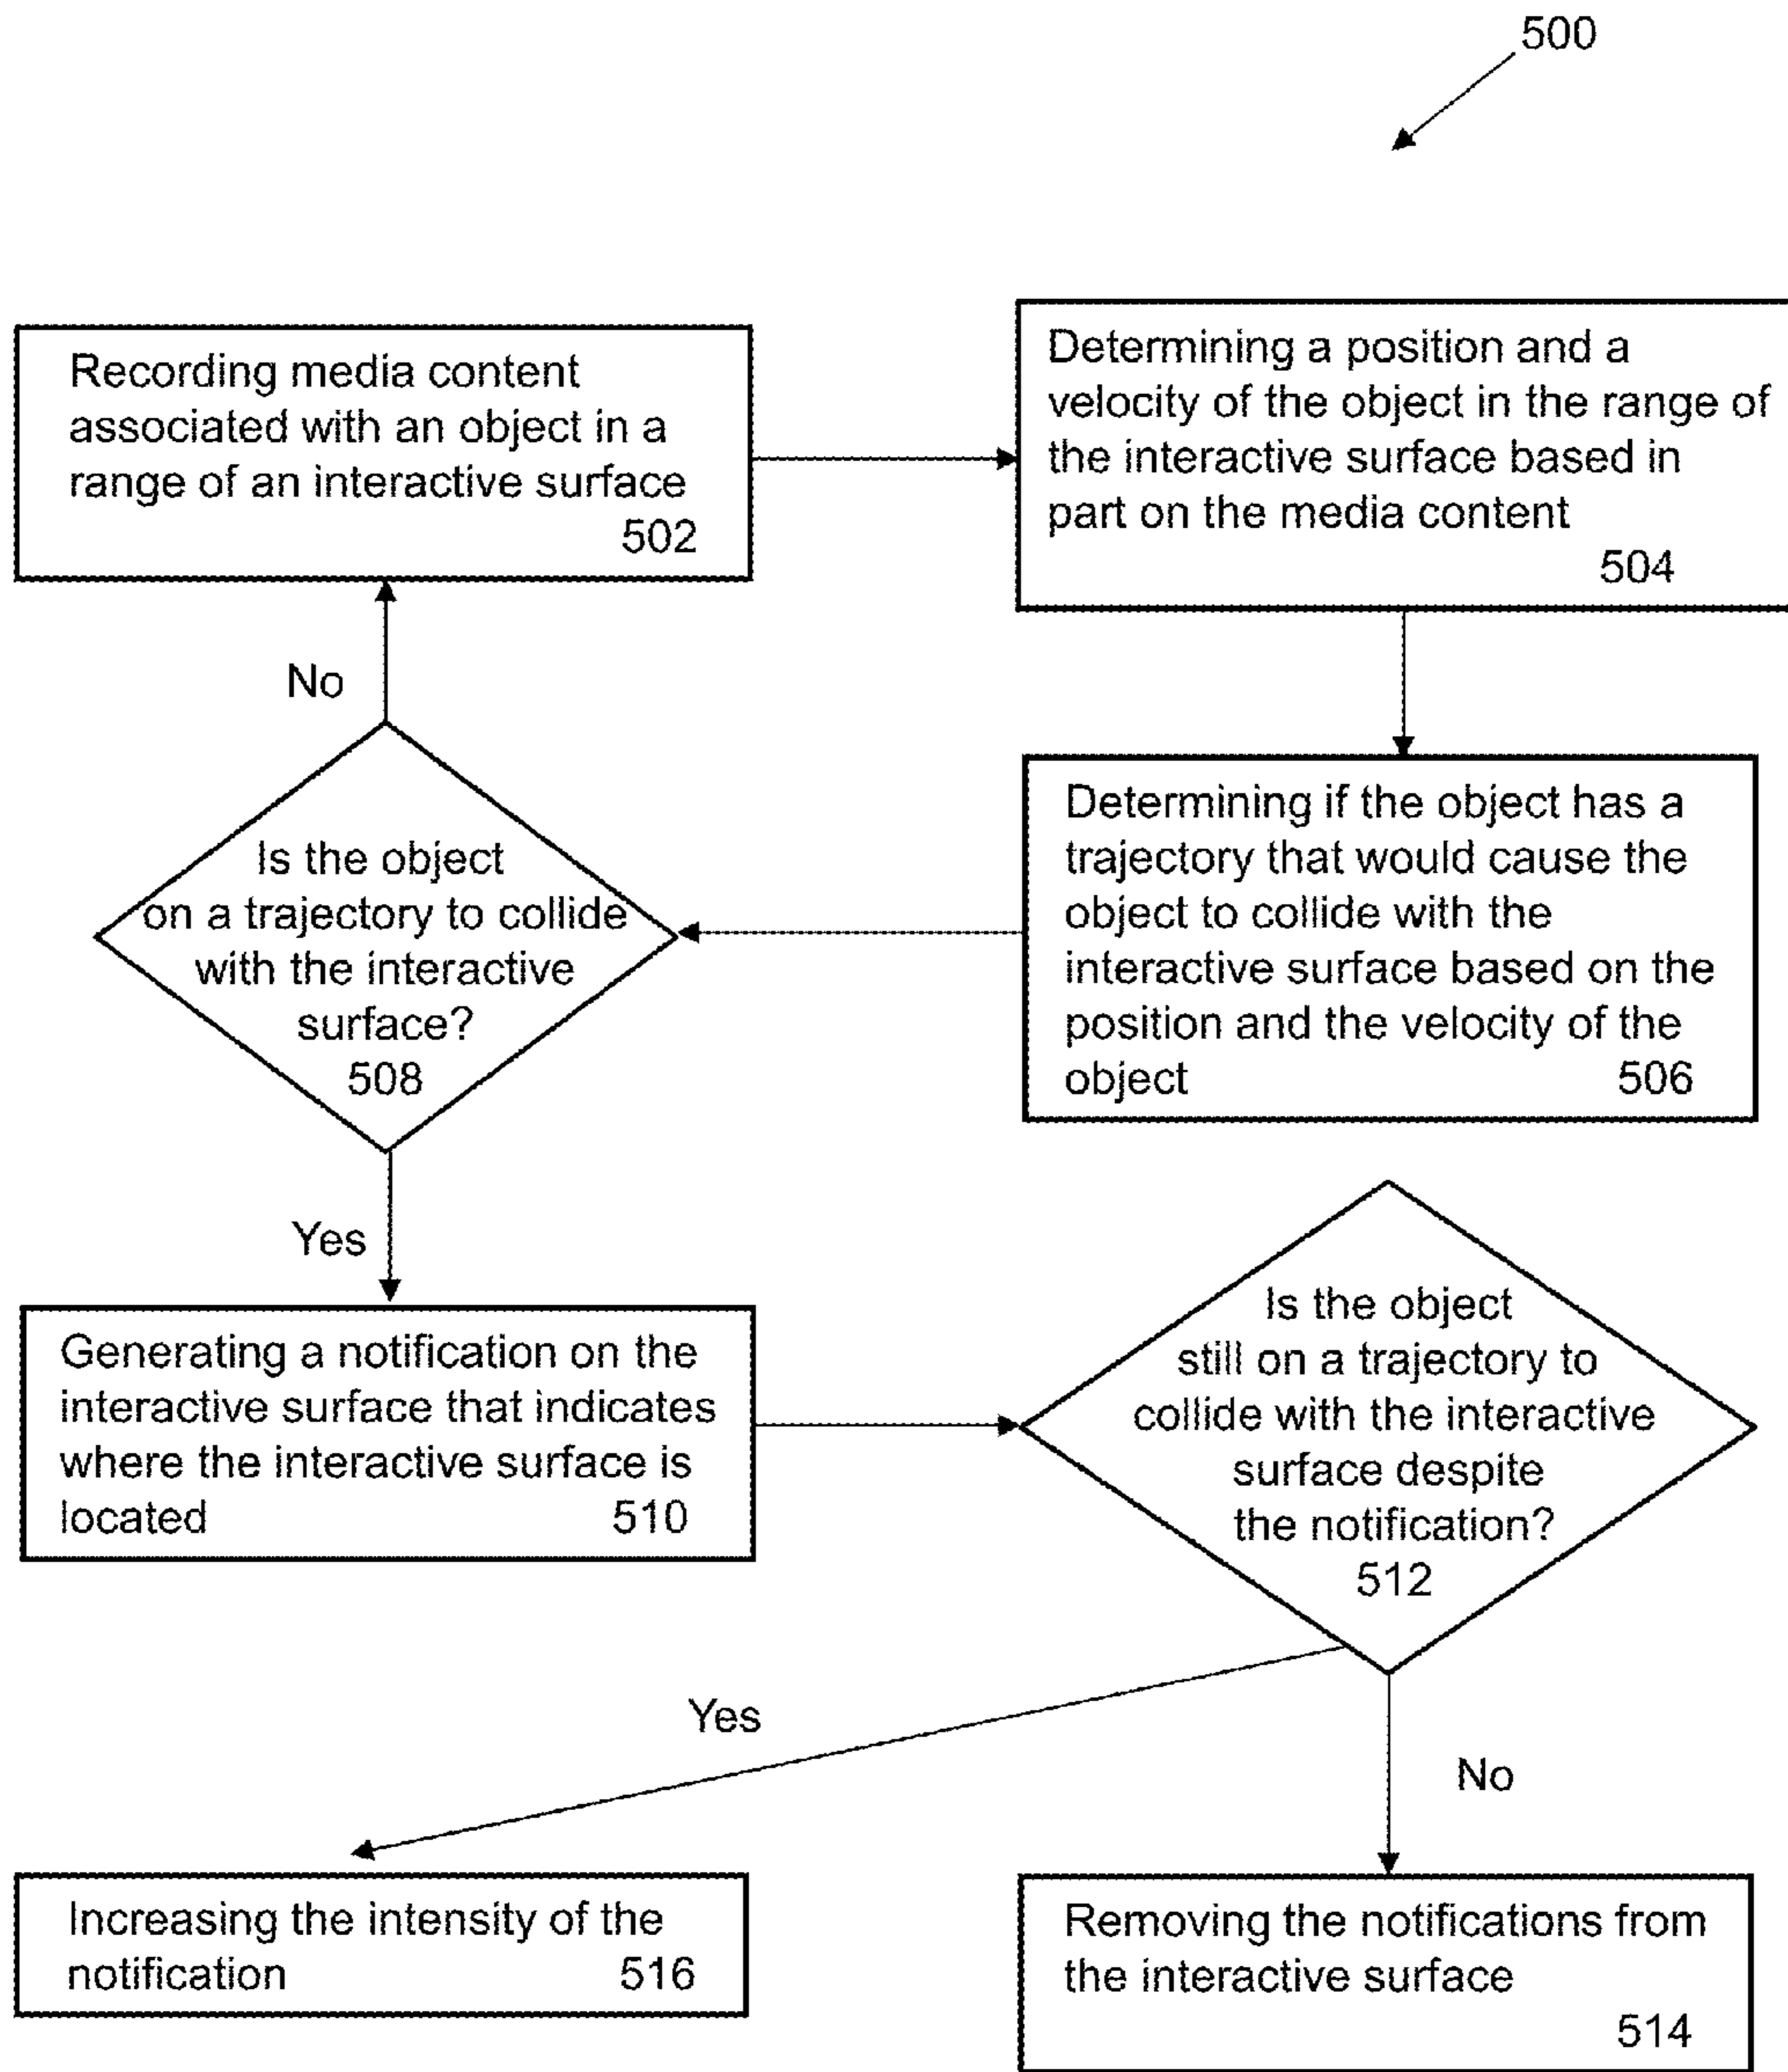 500
Recording media content
associated with an object in a
range of an interactive surface
502
Determining a position and a
velocity of the object in the range of
the interactive surface based in
part on the media content
504
Determining if the object has a
trajectory that would cause the
object to collide with the
interactive surface based on the
position and the velocity of the
object 506
No
Is the object
on a trajectory to collide
with the interactive
surface?
508
Yes
Generating a notification on the
interactive surface that indicates
where the interactive surface is
located 510
Is the object
still on a trajectory to
collide with the interactive
surface despite
the notification?
512
Yes
No
Increasing the intensity of the
notification 516
Removing the notifications from
the interactive surface
514